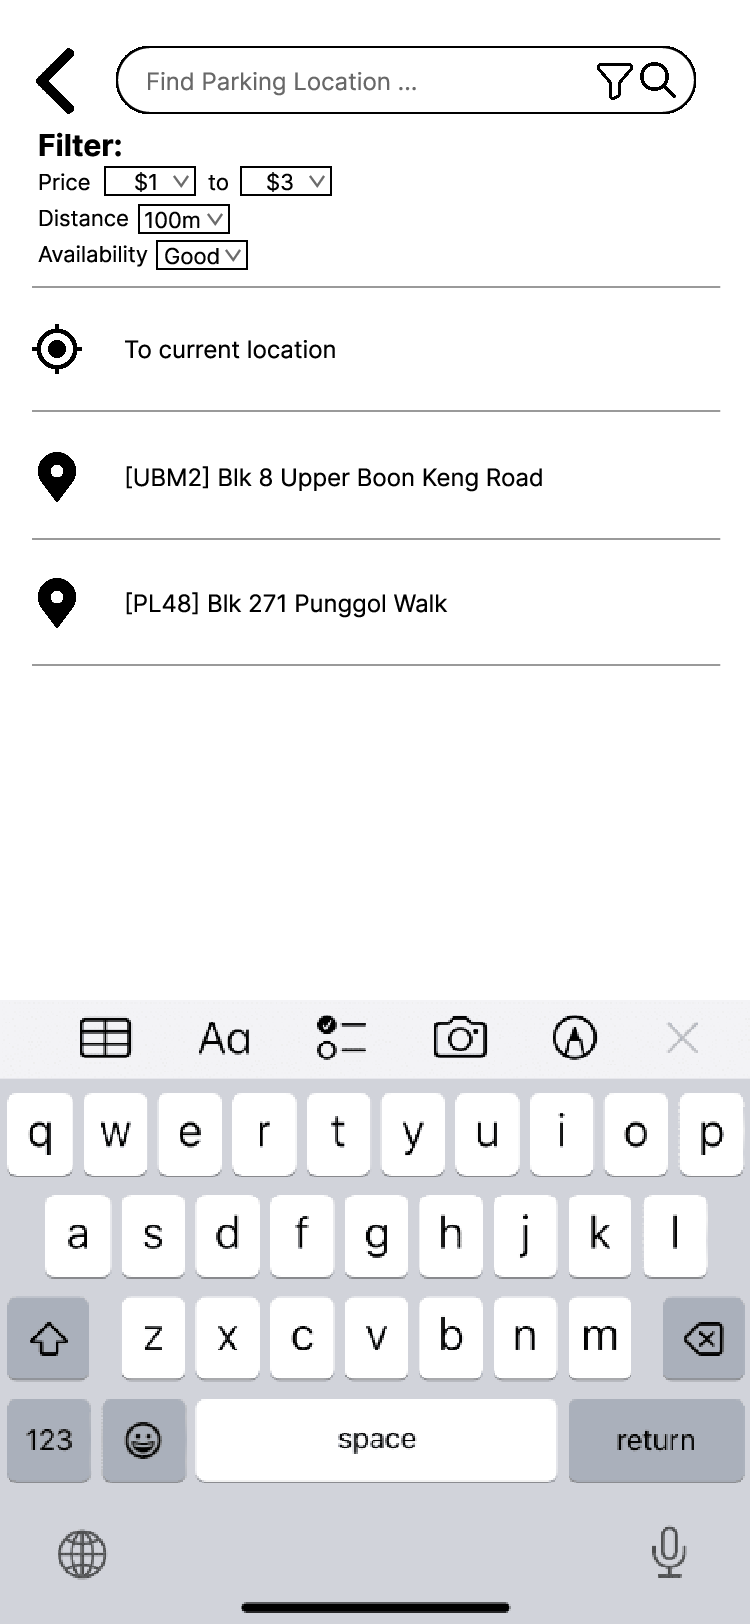 Find Parking Location ...
Filter:
Price $1 to $3
Distance 100m
Availability Good
To current location
[UBM2] Blk 8 Upper Boon Keng Road
[PL48] Blk 271 Punggol Walk
Aa
q w e r t y u i o p
a s d f g h j k l
z x c v b n m
123 space return